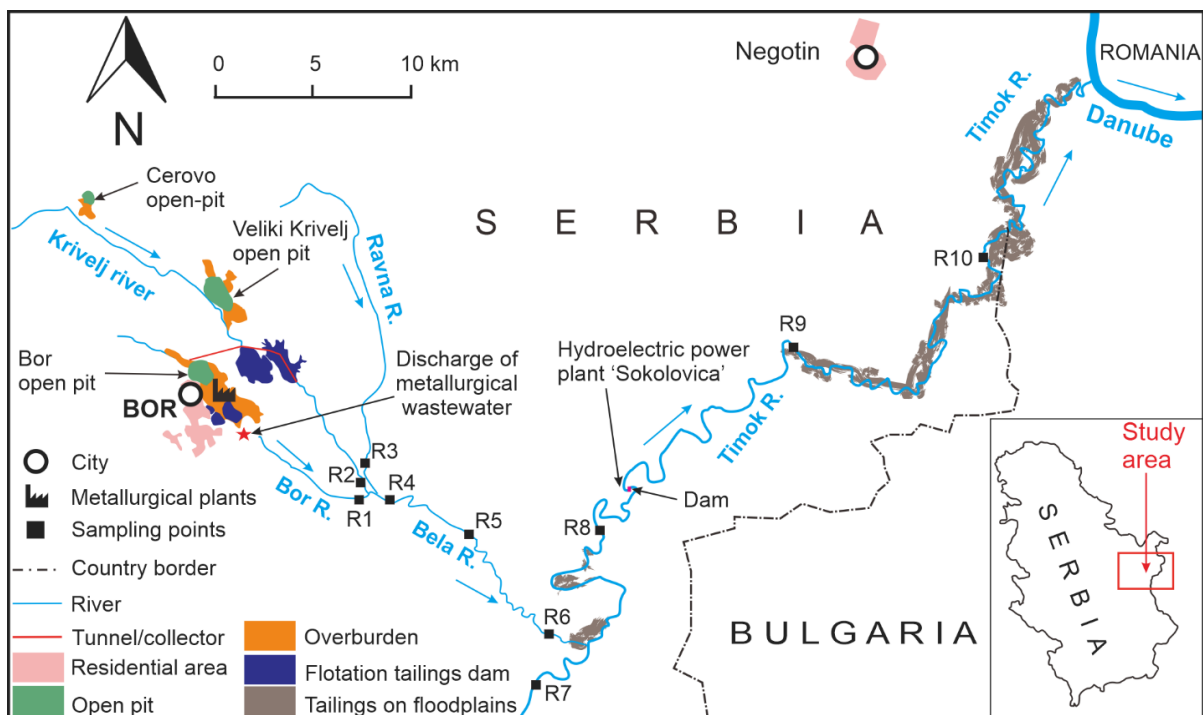 Negotin
ROMANIA
0 5 10 km
N
Timok R.
Danube
Cerovo
open-pit
Veliki Krivelj
open pit
S E R B I A
Krivelj river
Ravna R.
R10
Bor
open pit
Discharge of
metallurgical
wastewater
Hydroelectric power
plant ‘Sokolovica’
R9
BOR
Timok R.
Study
area
City
R3
R2
R4
Dam
Metallurgical plants
Bor R.
R1
Sampling points
R5
R8
Bela R.
Country border
SERBIA
River
R6
BULGARIA
Tunnel/collector
Overburden
Residential area
Flotation tailings dam
R7
Open pit
Tailings on floodplains